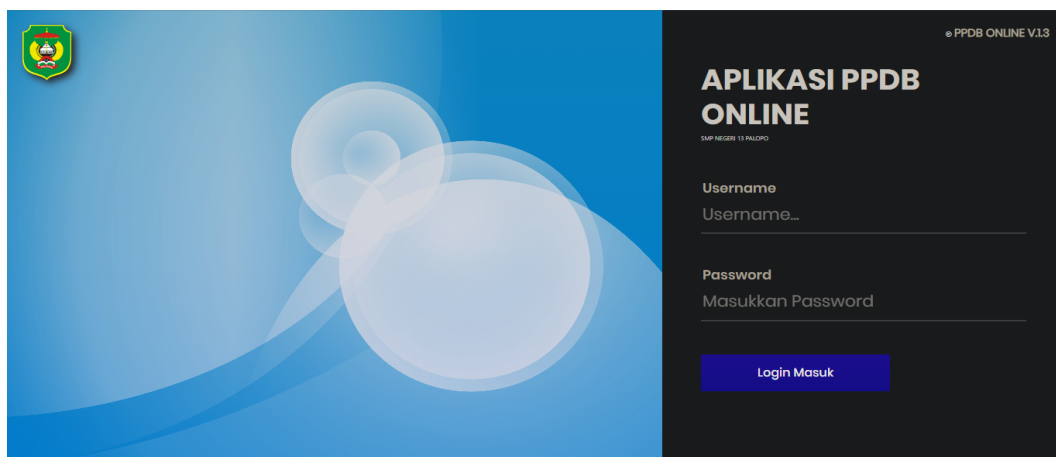 © PPDB ONLINE V.1.3
APLIKASI PPDB
ONLINE
SMP NEGERI 13 PALOPO
Username
Username...
Password
Masukkan Password
Login Masuk